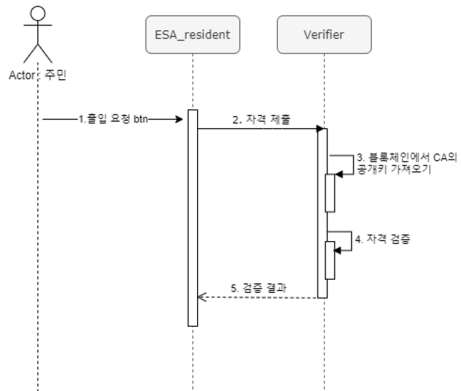 ESA_resident
Verifier
Actor : 주민
1.출입 요청 btn
2. 자격 제출
3. 블록체인에서 CA의
공개키 가져오기
4. 자격 검증
5. 검증 결과